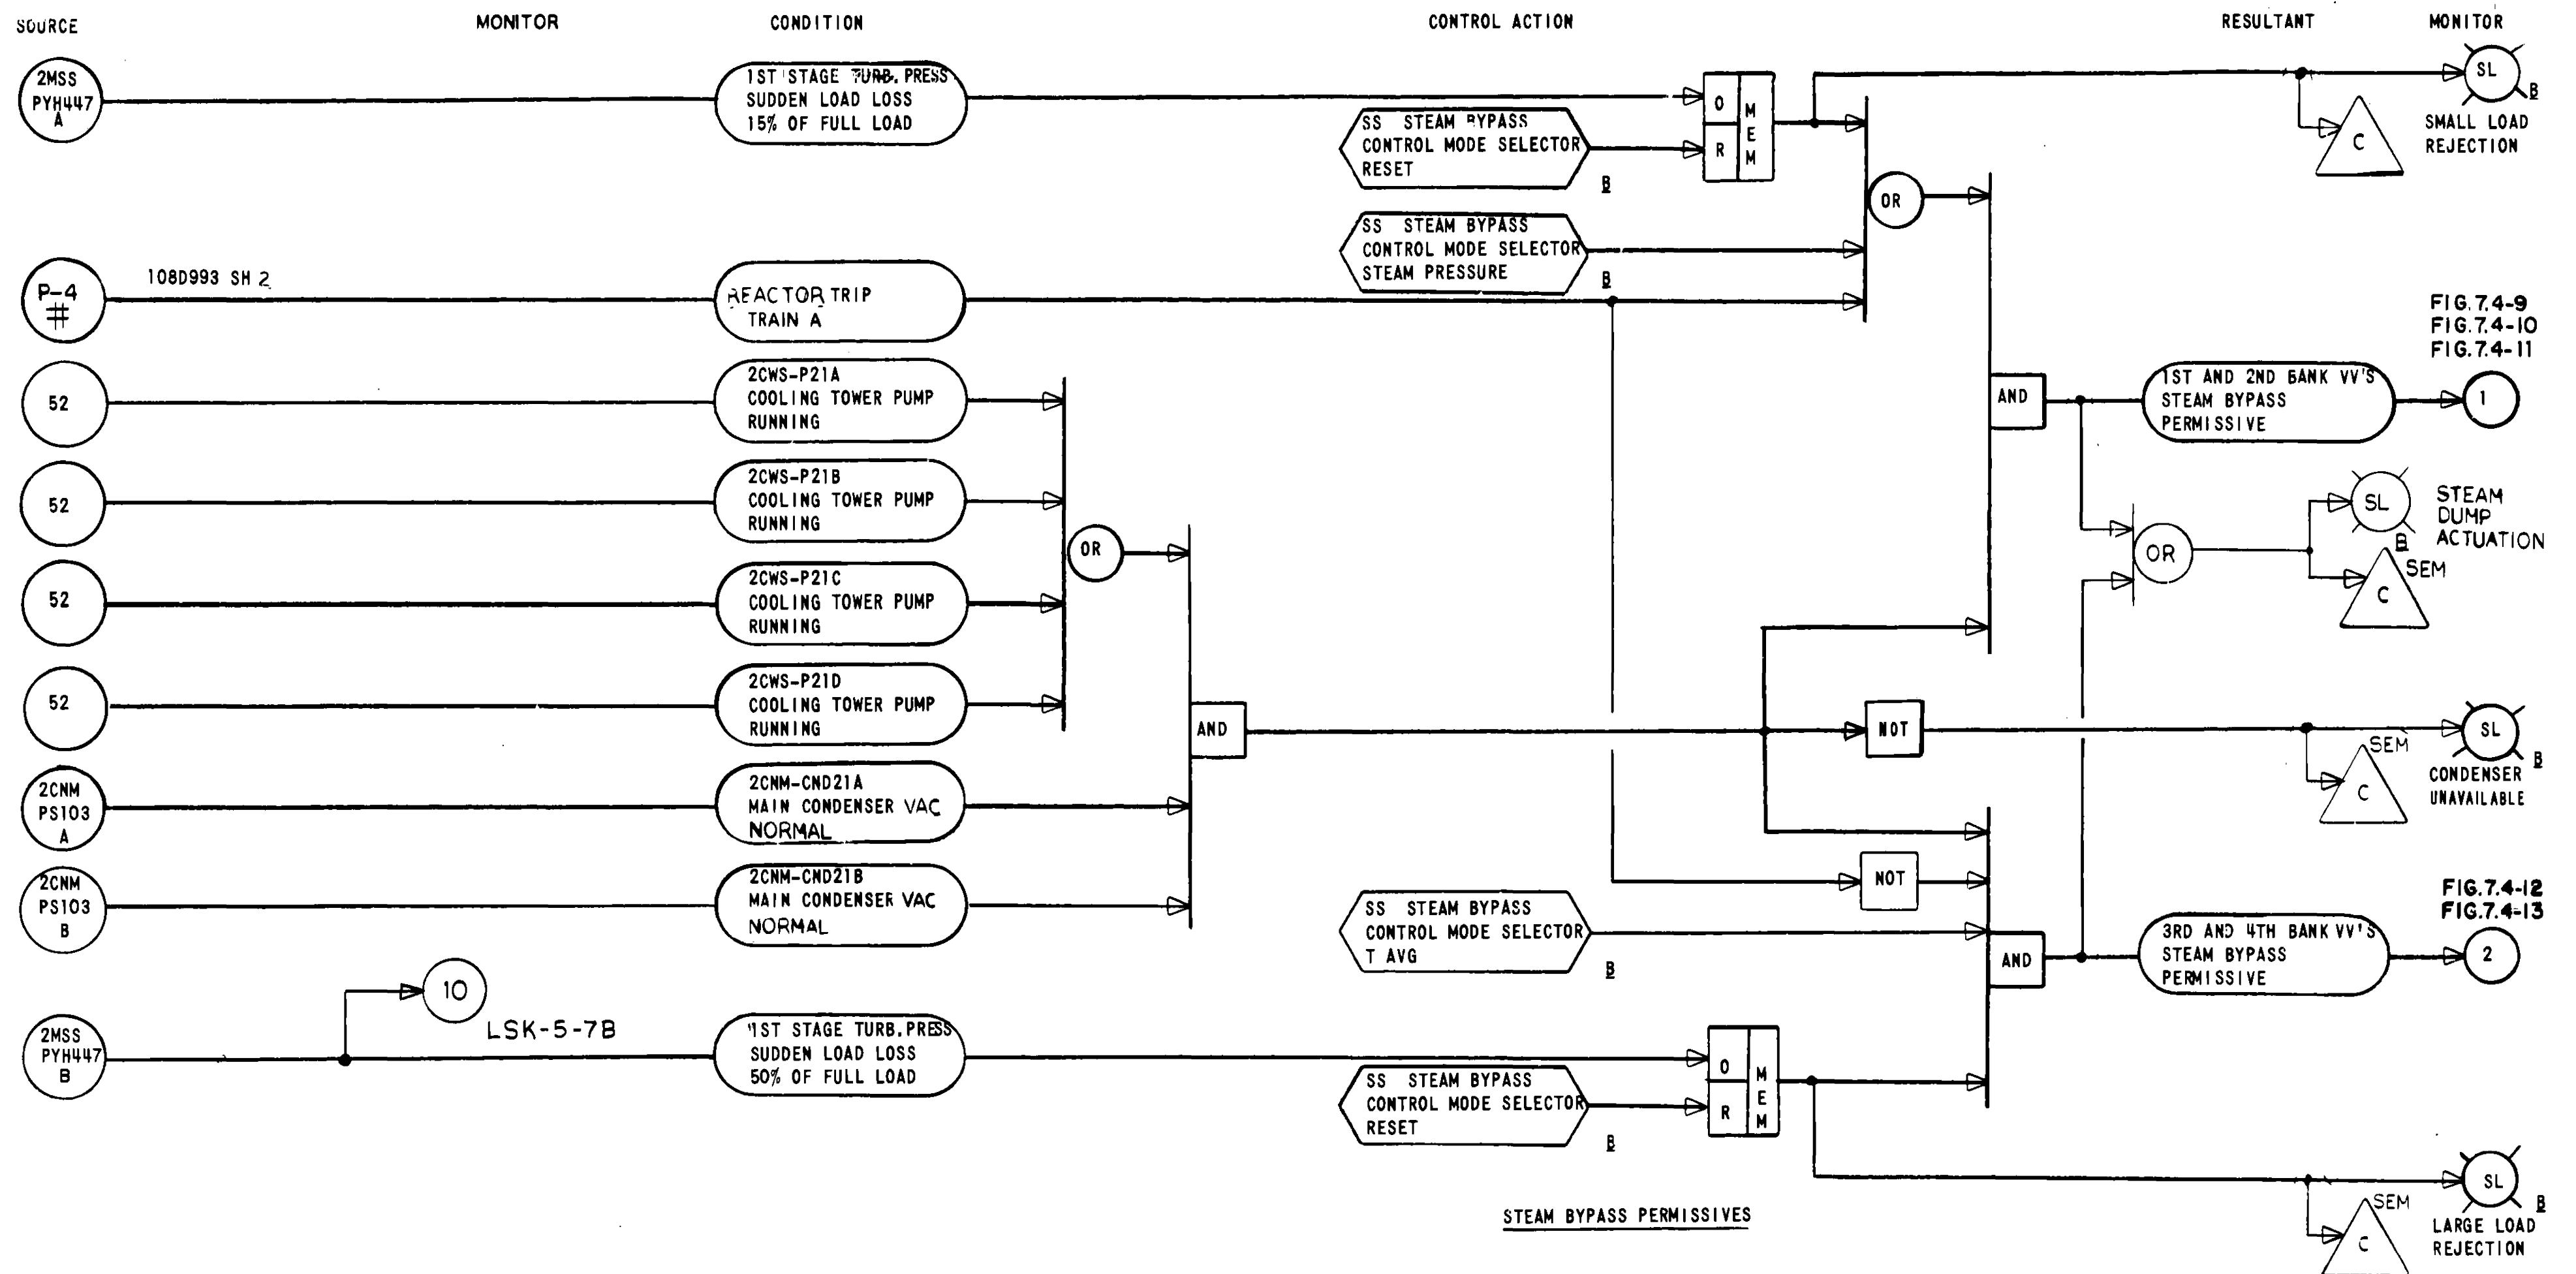 SOURCE MONITOR CONDITION CONTROL ACTION RESULTANT MONITOR
2MSS
PYH447
A
1ST STAGE TURB. PRESS
SUDDEN LOAD LOSS
15% OF FULL LOAD
SS STEAM BYPASS
CONTROL MODE SELECTOR
RESET
B
O
R
MEM
SL
B
SMALL LOAD
REJECTION
C
OR
SS STEAM BYPASS
CONTROL MODE SELECTOR
STEAM PRESSURE
B
P-4
#
108D993 SH 2
REACTOR TRIP
TRAIN A
52
2CWS-P21A
COOLING TOWER PUMP
RUNNING
52
2CWS-P21B
COOLING TOWER PUMP
RUNNING
52
2CWS-P21C
COOLING TOWER PUMP
RUNNING
52
2CWS-P21D
COOLING TOWER PUMP
RUNNING
OR
2CNM
PS103
A
2CNM-CND21A
MAIN CONDENSER VAC
NORMAL
2CNM
PS103
B
2CNM-CND21B
MAIN CONDENSER VAC
NORMAL
AND
AND
FIG.7.4-9
FIG.7.4-10
FIG.7.4-11
1ST AND 2ND BANK VV'S
STEAM BYPASS
PERMISSIVE
1
OR
SL
B
STEAM
DUMP
ACTUATION
SEM
C
NOT
SL
B
CONDENSER
UNAVAILABLE
SEM
C
NOT
SS STEAM BYPASS
CONTROL MODE SELECTOR
T AVG
B
AND
FIG.7.4-12
FIG.7.4-13
3RD AND 4TH BANK VV'S
STEAM BYPASS
PERMISSIVE
2
10
LSK-5-7B
2MSS
PYH447
B
1ST STAGE TURB. PRESS
SUDDEN LOAD LOSS
50% OF FULL LOAD
SS STEAM BYPASS
CONTROL MODE SELECTOR
RESET
B
O
R
MEM
SL
B
LARGE LOAD
REJECTION
SEM
C
STEAM BYPASS PERMISSIVES